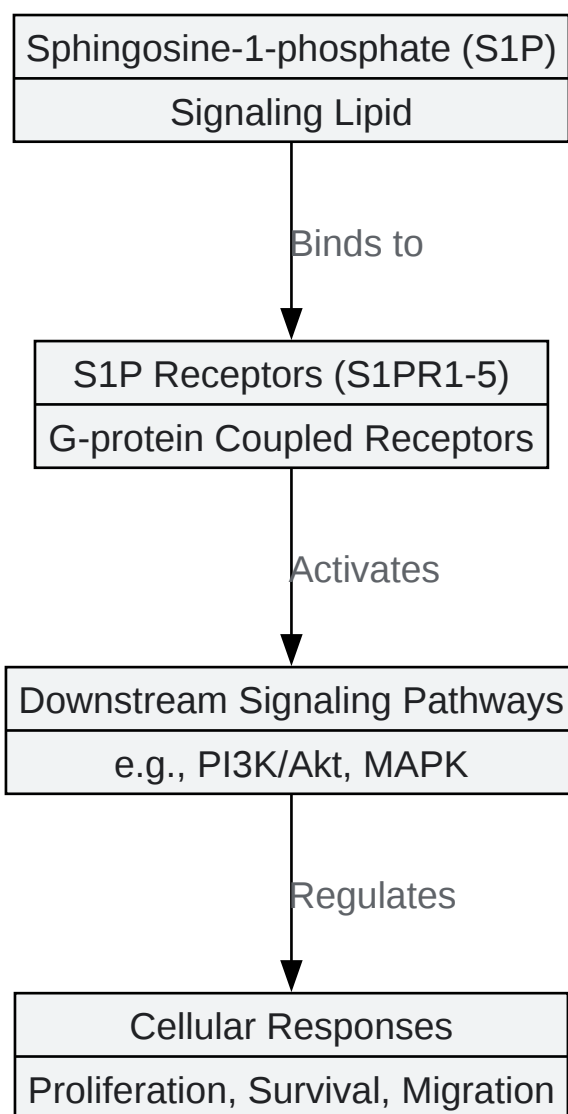 Sphingosine-1-phosphate (S1P)
Signaling Lipid
Binds to
S1P Receptors (S1PR1-5)
G-protein Coupled Receptors
Activates
Downstream Signaling Pathways
e.g., PI3K/Akt, MAPK
Regulates
Cellular Responses
Proliferation, Survival, Migration